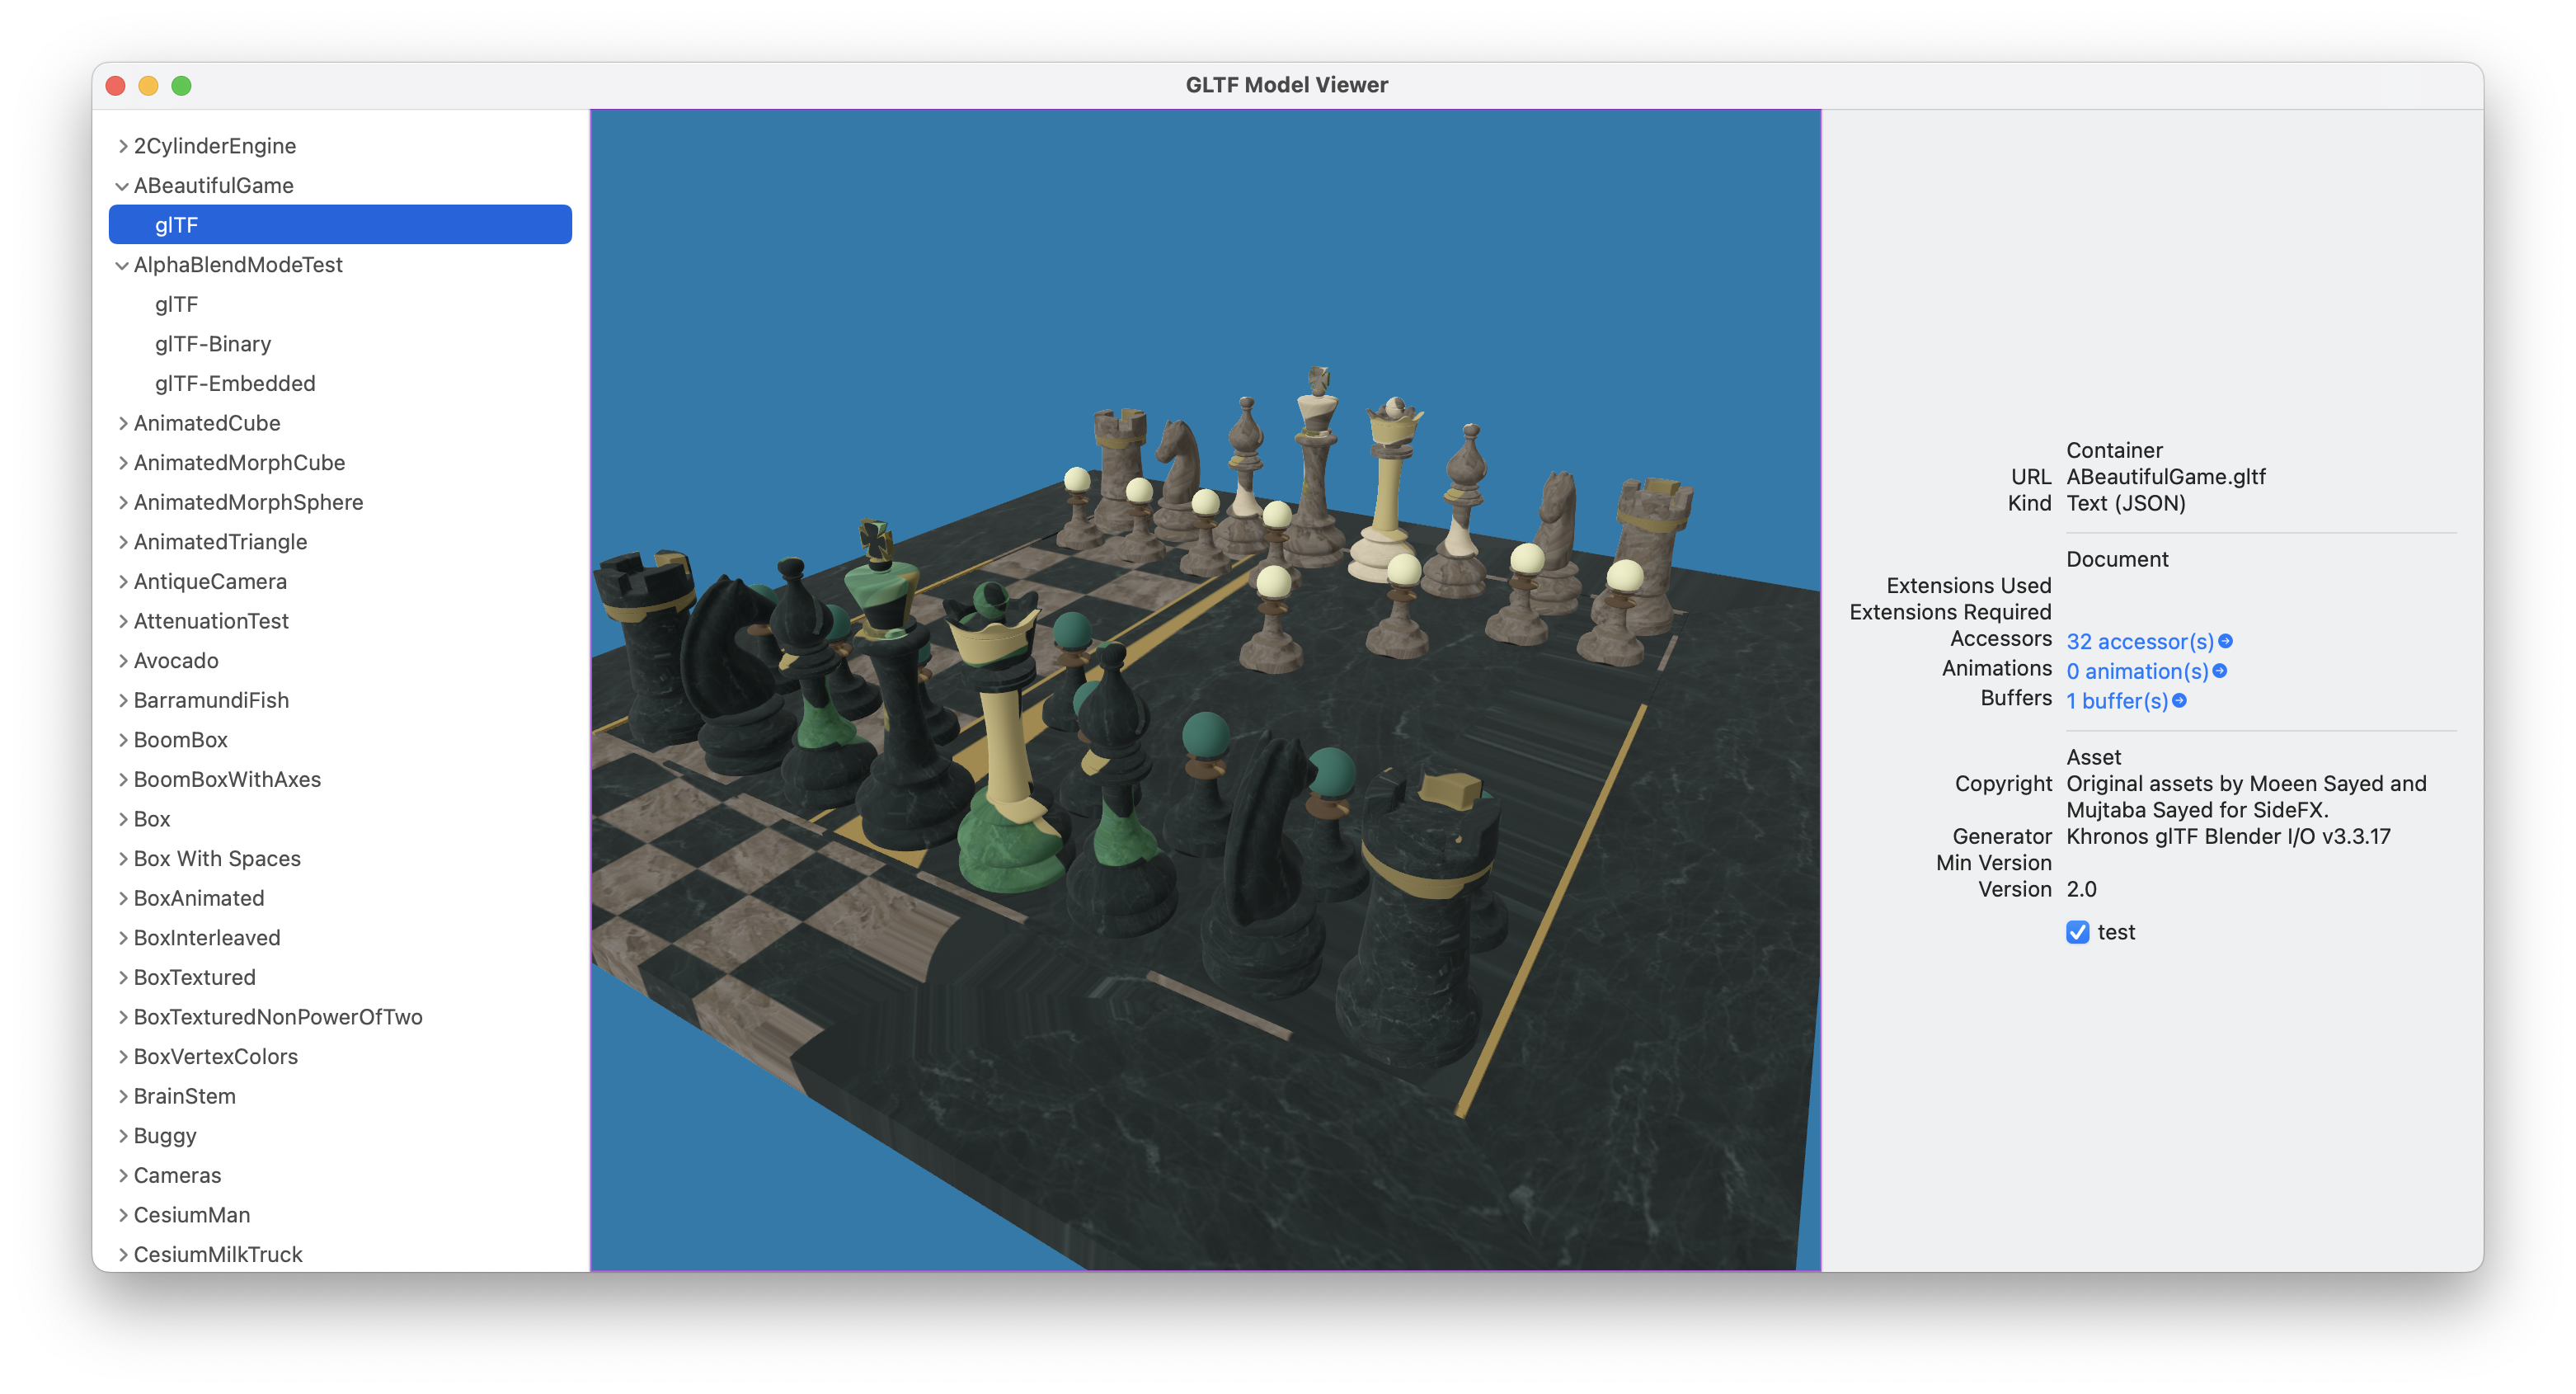 GLTF Model Viewer
2CylinderEngine
ABeautifulGame
glTF
AlphaBlendModeTest
glTF
glTF-Binary
glTF-Embedded
AnimatedCube
AnimatedMorphCube
AnimatedMorphSphere
AnimatedTriangle
AntiqueCamera
AttenuationTest
Avocado
BarramundiFish
BoomBox
BoomBoxWithAxes
Box
Box With Spaces
BoxAnimated
BoxInterleaved
BoxTextured
BoxTexturedNonPowerOfTwo
BoxVertexColors
BrainStem
Buggy
Cameras
CesiumMan
CesiumMilkTruck
Container
URL ABeautifulGame.gltf
Kind Text (JSON)
Document
Extensions Used
Extensions Required
Accessors 32 accessor(s)
Animations 0 animation(s)
Buffers 1 buffer(s)
Asset
Copyright Original assets by Moeen Sayed and
Mujtaba Sayed for SideFX.
Generator Khronos glTF Blender I/O v3.3.17
Min Version
Version 2.0
test